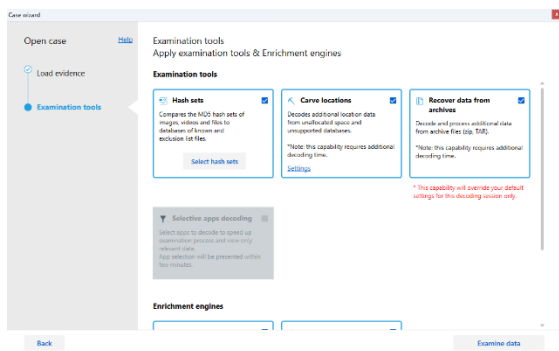 Case wizard
Open case
Help
Load evidence
Examination tools
Examination tools
Apply examination tools & Enrichment engines
Examination tools
Hash sets
Compares the MD5 hash sets of
images, videos and files to
databases of known and
exclusion list files.
Select hash sets
Carve locations
Decodes additional location data
from unallocated space and
unsupported databases.
*Note: this capability requires additional
decoding time.
Settings
Recover data from
archives
Decode and process additional data
from archive files (zip, TAR).
*Note: this capability requires additional
decoding time.
* This capability will override your default
settings for this decoding session only.
Selective apps decoding
Select apps to decode to speed up
examination process and view only
relevant data
App selection will be presented within
few minutes.
Enrichment engines
Back
Examine data